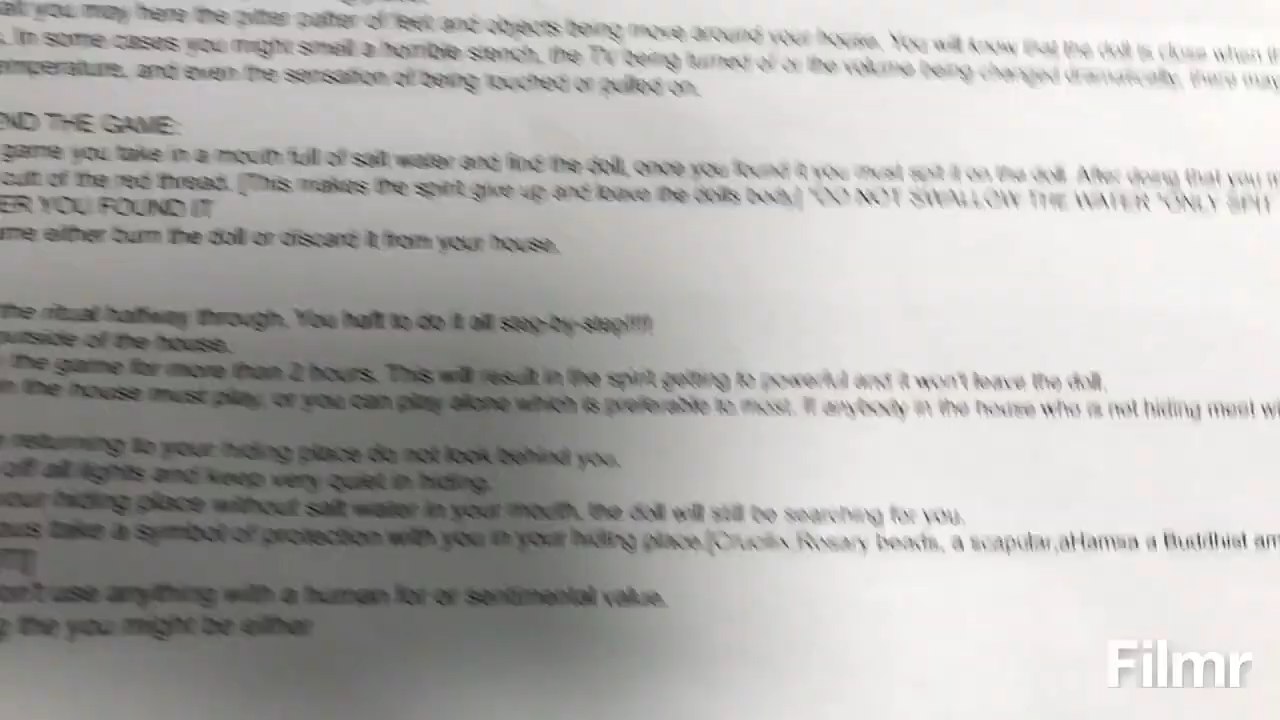 you may here the pitter patter of feet and objects being move around your house. You will know that the doll is close when
. In some cases you might smell a horrible stench, the TV being turned of or the volume being changed dramatically, there may
emperature, and even the sensation of being touched or pulled on.
ND THE GAME:
game you take in a mouth full of salt water and find the doll, once you found it you must spit it on the doll. After doing that you
cutt of the red thread. [This makes the spirit give up and leave the dolls body] *DO NOT SWALLOW THE WATER *ONLY SPIT
ER YOU FOUND IT
me either burn the doll or discard it from your house.
the ritual halfway through. You haft to do it all step-by-step!!!!
outside of the house.
the game for more than 2 hours. This will result in the spirit getting to powerful and it won't leave the doll.
n the house must play, or you can play alone which is preferable to most. If anybody in the house who is not hiding meet
returning to your hiding place do not look behind you.
off all lights and keep very quiet in hiding.
your hiding place without salt water in your mouth, the doll will still be searching for you.
take a symbol of protection with you in your hiding place.[Crucifix Rosary beads, a scapular,aHamsa a Buddhist
on't use anything with a human for or sentimental value.
g the you might be either
Filmr